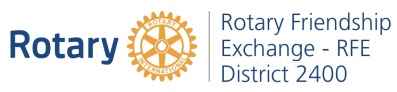 Rotary
ROTARY
INTERNATIONAL
Rotary Friendship
Exchange - RFE
District 2400